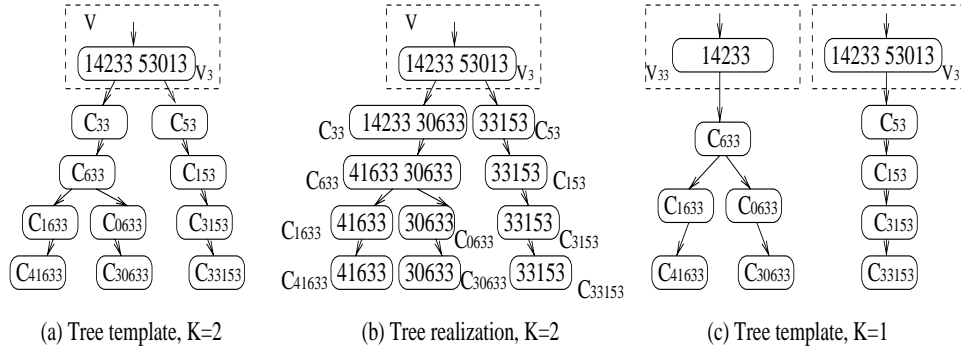 V
14233 53013 V3
C33 C53
C633 C153
C1633 C0633 C3153
C41633 C30633 C33153
(a) Tree template, K=2
V
14233 53013 V3
C33 14233 30633 33153 C53
C633 41633 30633 33153 C153
C1633 41633 30633 C0633 33153 C3153
C41633 41633 30633 C30633 33153 C33153
(b) Tree realization, K=2
V33 14233 14233 53013 V3
C633 C53
C153
C1633 C0633 C3153
C41633 C30633 C33153
(c) Tree template, K=1